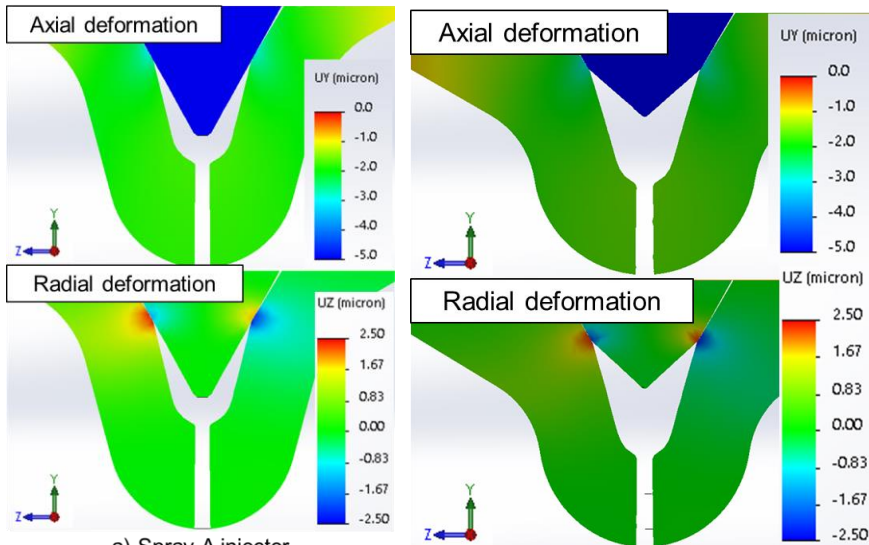 Axial deformation
UY (micron)
0.0
-1.0
-2.0
-3.0
-4.0
-5.0
Y
Z
Axial deformation
UY (micron)
0.0
-1.0
-2.0
-3.0
-4.0
-5.0
Y
Z
Radial deformation
UZ (micron)
2.50
1.67
0.83
0.00
-0.83
-1.67
-2.50
Y
Z
Radial deformation
UZ (micron)
2.50
1.67
0.83
0.00
-0.83
-1.67
-2.50
Y
Z
a) Spray A injector